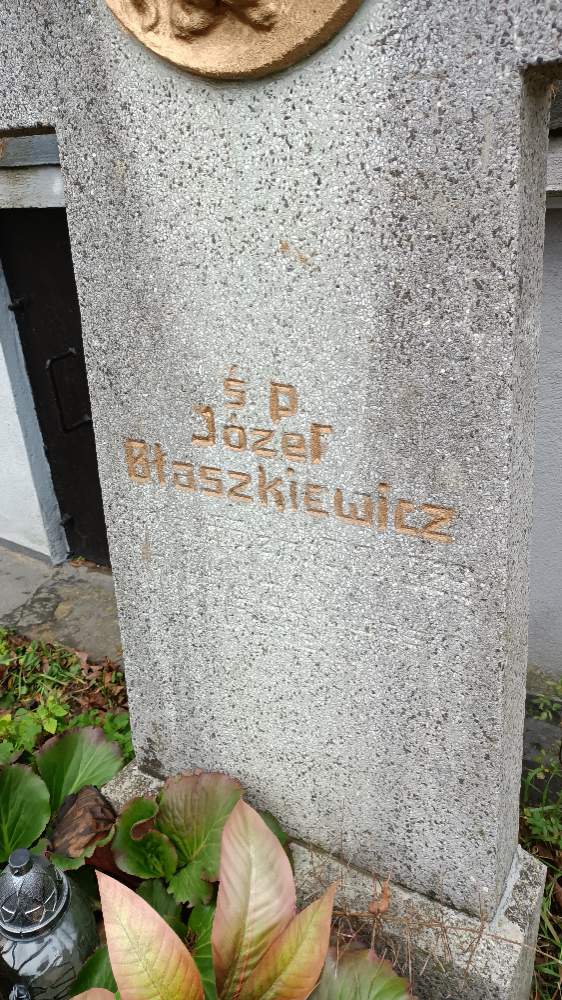 ś. p
Józef
Błaszkiewicz